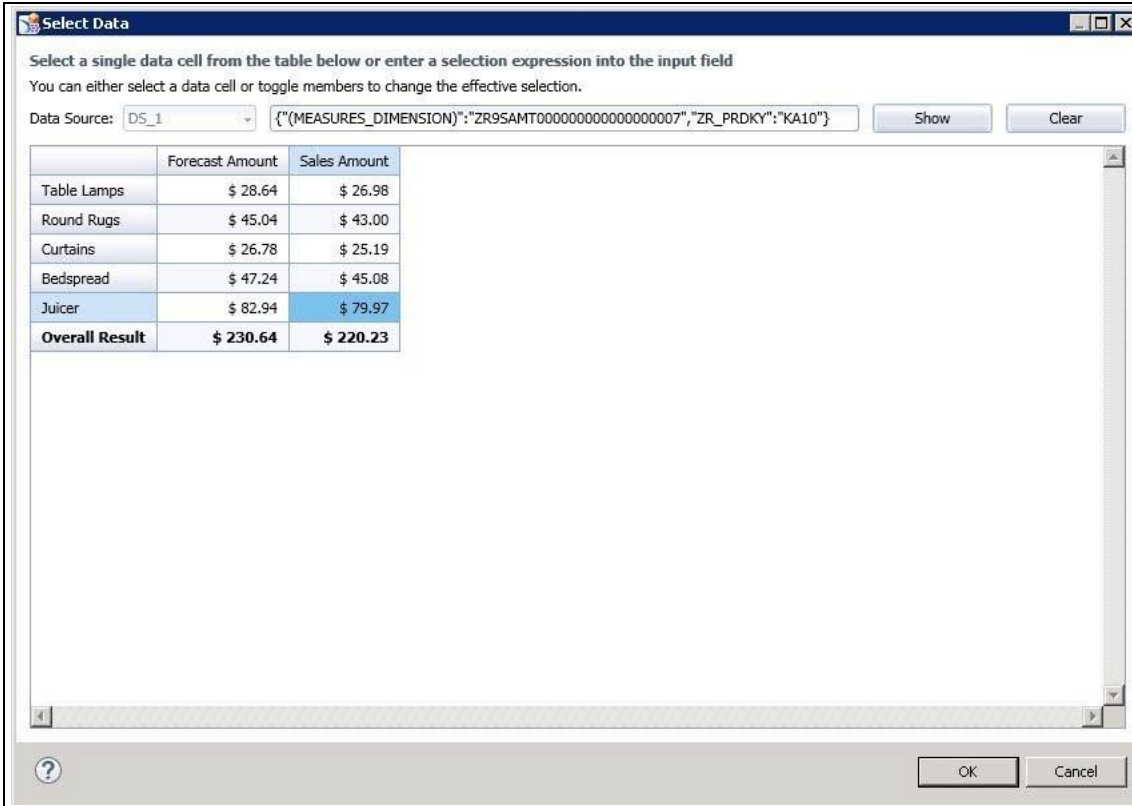 Select Data
Select a single data cell from the table below or enter a selection expression into the input field
You can either select a data cell or toggle members to change the effective selection.
Data Source: DS_1 {"(MEASURES_DIMENSION)":"ZR9SAMT000000000000000007","ZR_PRDKY":"KA10"} Show Clear
Forecast Amount Sales Amount
Table Lamps $ 28.64 $ 26.98
Round Rugs $ 45.04 $ 43.00
Curtains $ 26.78 $ 25.19
Bedspread $ 47.24 $ 45.08
Juicer $ 82.94 $ 79.97
Overall Result $ 230.64 $ 220.23
? OK Cancel